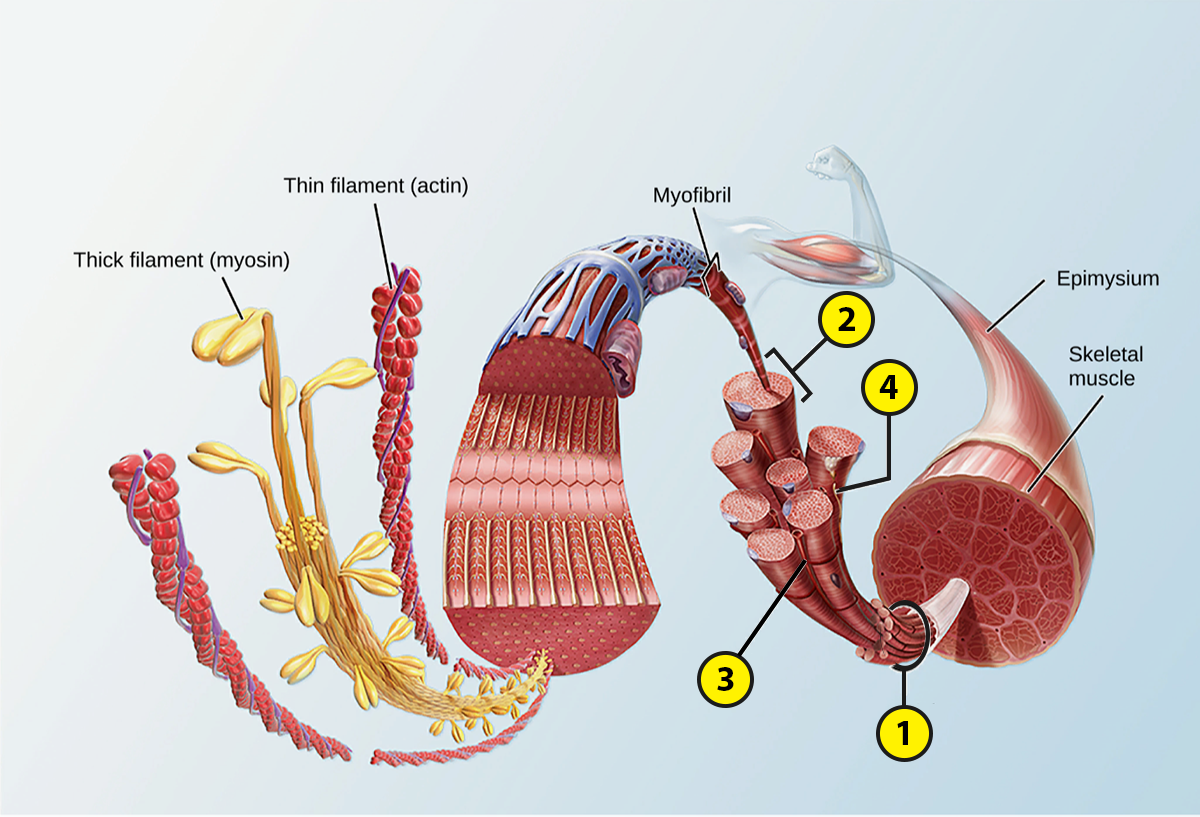 Thin filament (actin)
Thick filament (myosin)
Myofibril
Epimysium
Skeletal
muscle
2
4
3
1